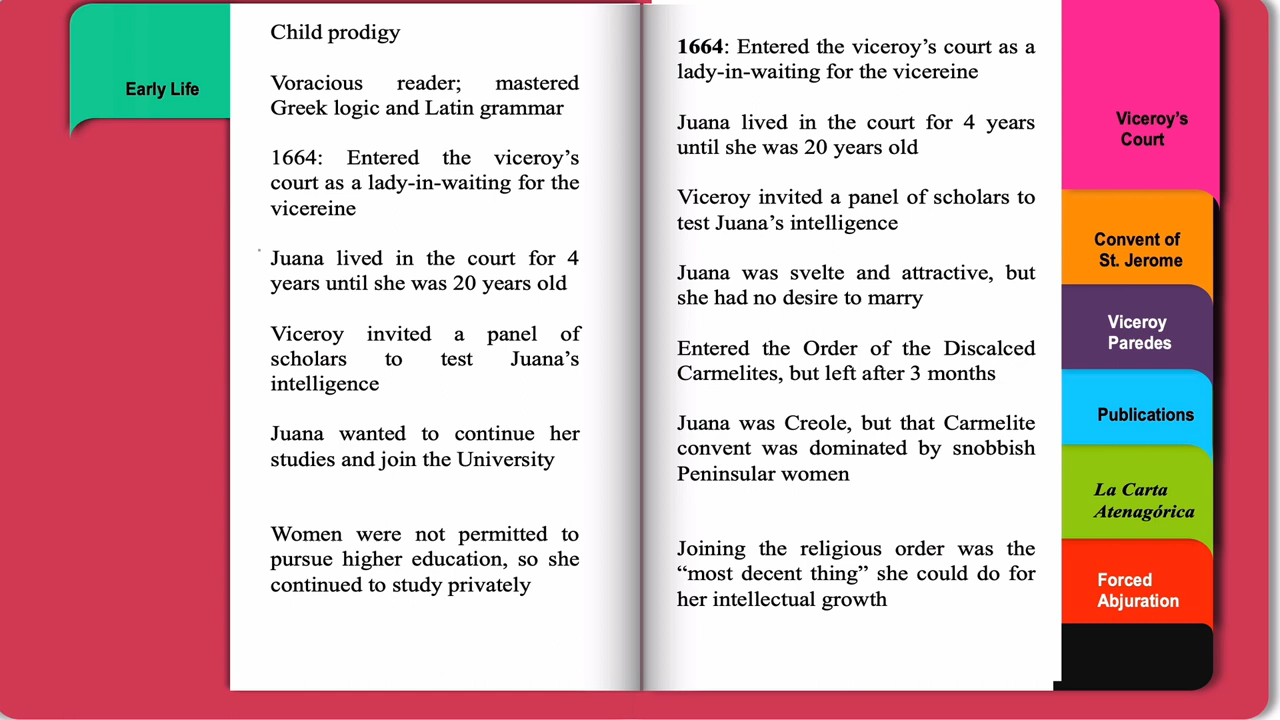 Early Life
Child prodigy
Voracious reader; mastered
Greek logic and Latin grammar
1664: Entered the viceroy’s
court as a lady-in-waiting for the
vicereine
Juana lived in the court for 4
years until she was 20 years old
Viceroy invited a panel of
scholars to test Juana’s
intelligence
Juana wanted to continue her
studies and join the University
Women were not permitted to
pursue higher education, so she
continued to study privately
1664: Entered the viceroy’s court as a
lady-in-waiting for the vicereine
Juana lived in the court for 4 years
until she was 20 years old
Viceroy invited a panel of scholars to
test Juana’s intelligence
Juana was svelte and attractive, but
she had no desire to marry
Entered the Order of the Discalced
Carmelites, but left after 3 months
Juana was Creole, but that Carmelite
convent was dominated by snobbish
Peninsular women
Joining the religious order was the
“most decent thing” she could do for
her intellectual growth
Viceroy’s
Court
Convent of
St. Jerome
Viceroy
Paredes
Publications
La Carta
Atenagórica
Forced
Abjuration